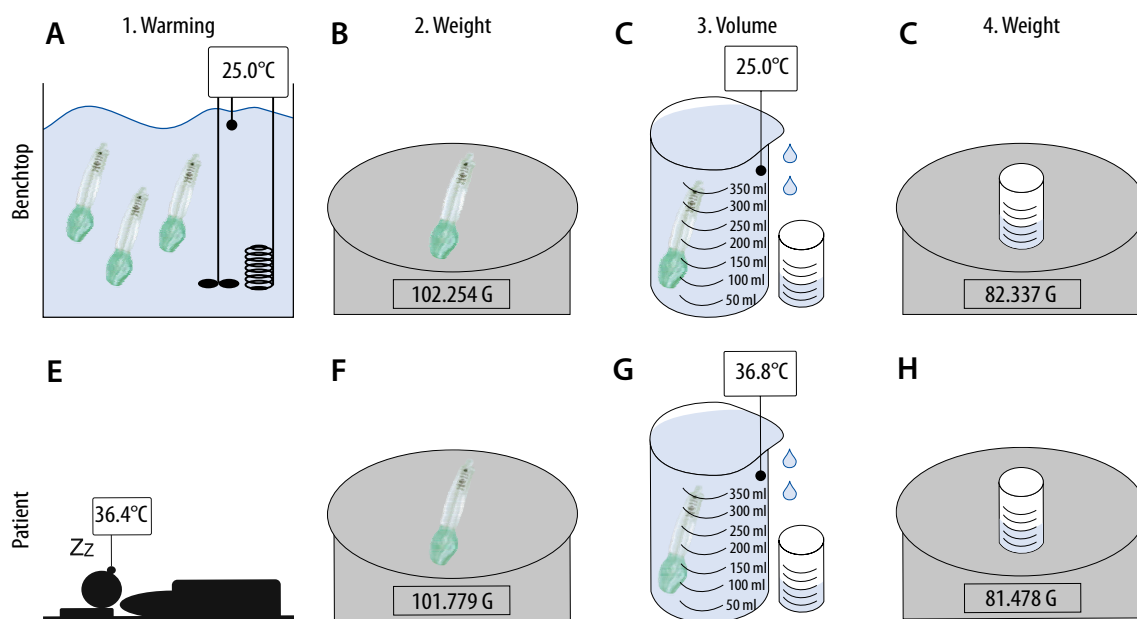 A 1. Warming
B 2. Weight
C 3. Volume
C 4. Weight
Benchtop
25.0°C
102.254 G
25.0°C
350 ml
300 ml
250 ml
200 ml
150 ml
100 ml
50 ml
82.337 G
E
F
G
H
Patient
36.4°C
Zz
101.779 G
36.8°C
350 ml
300 ml
250 ml
200 ml
150 ml
100 ml
50 ml
81.478 G